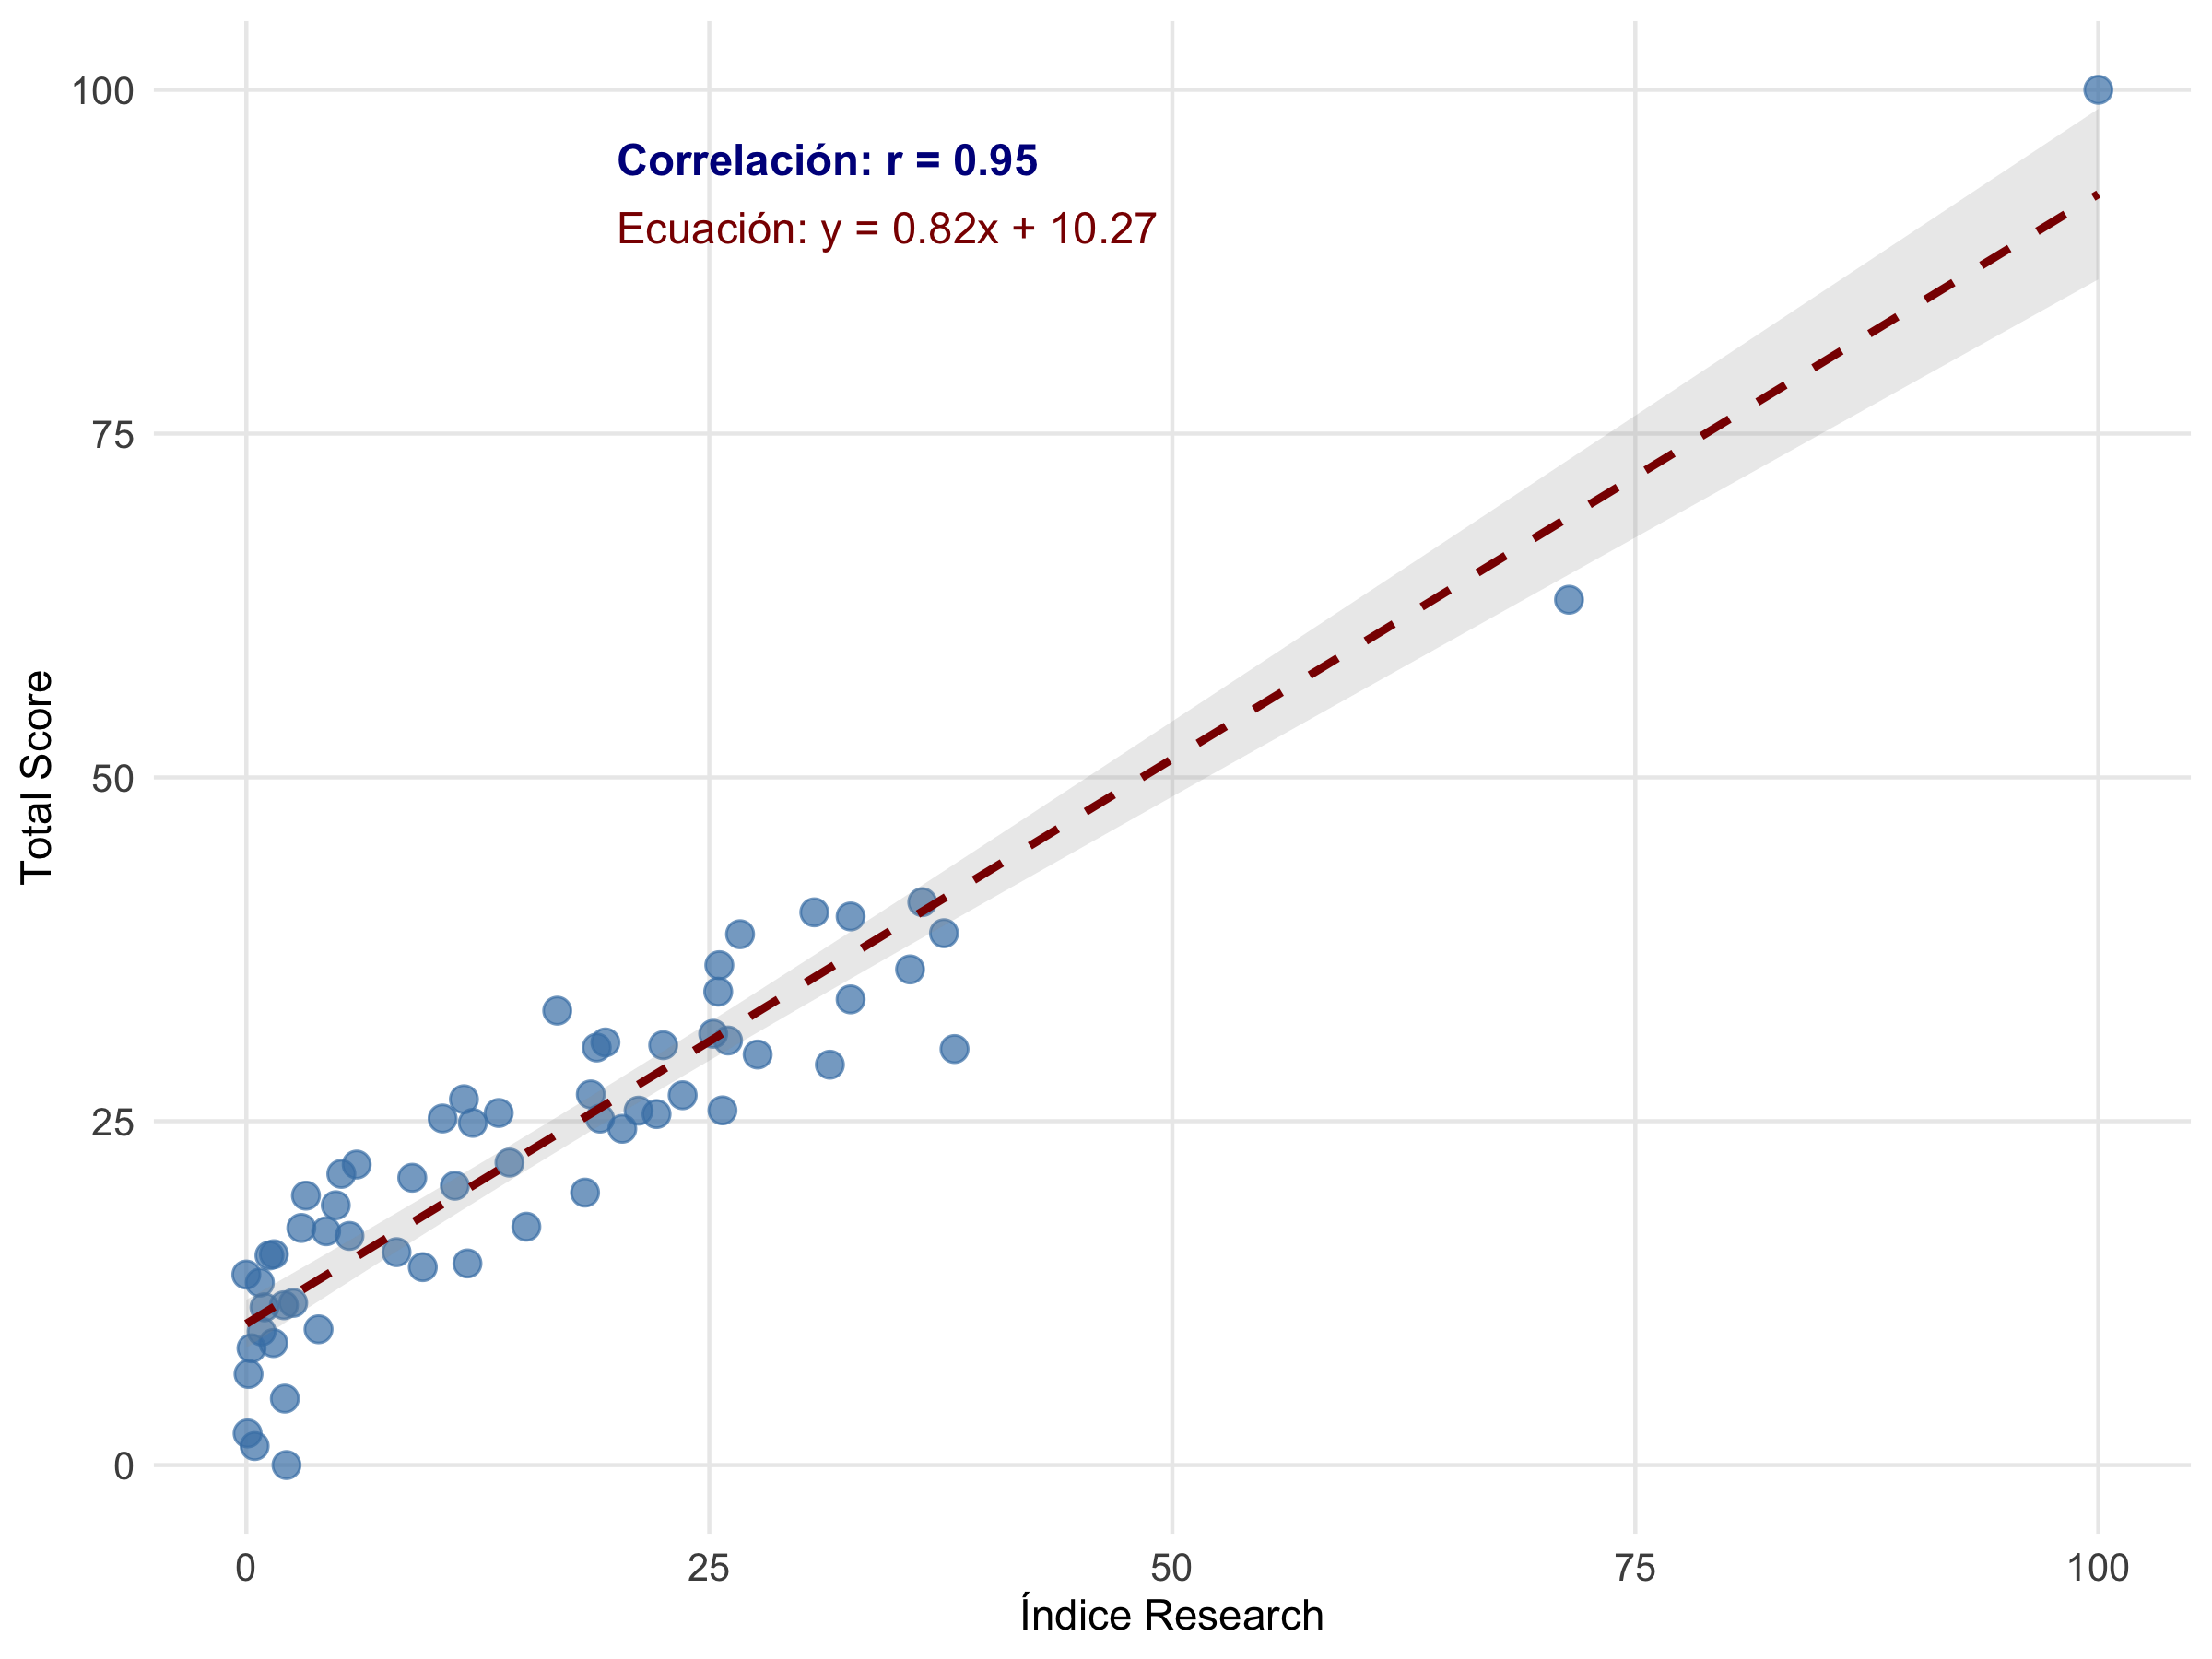 100
75
50
25
0
Total Score
Correlación: r = 0.95
Ecuación: y = 0.82x + 10.27
0 25 50 75 100
Índice Research